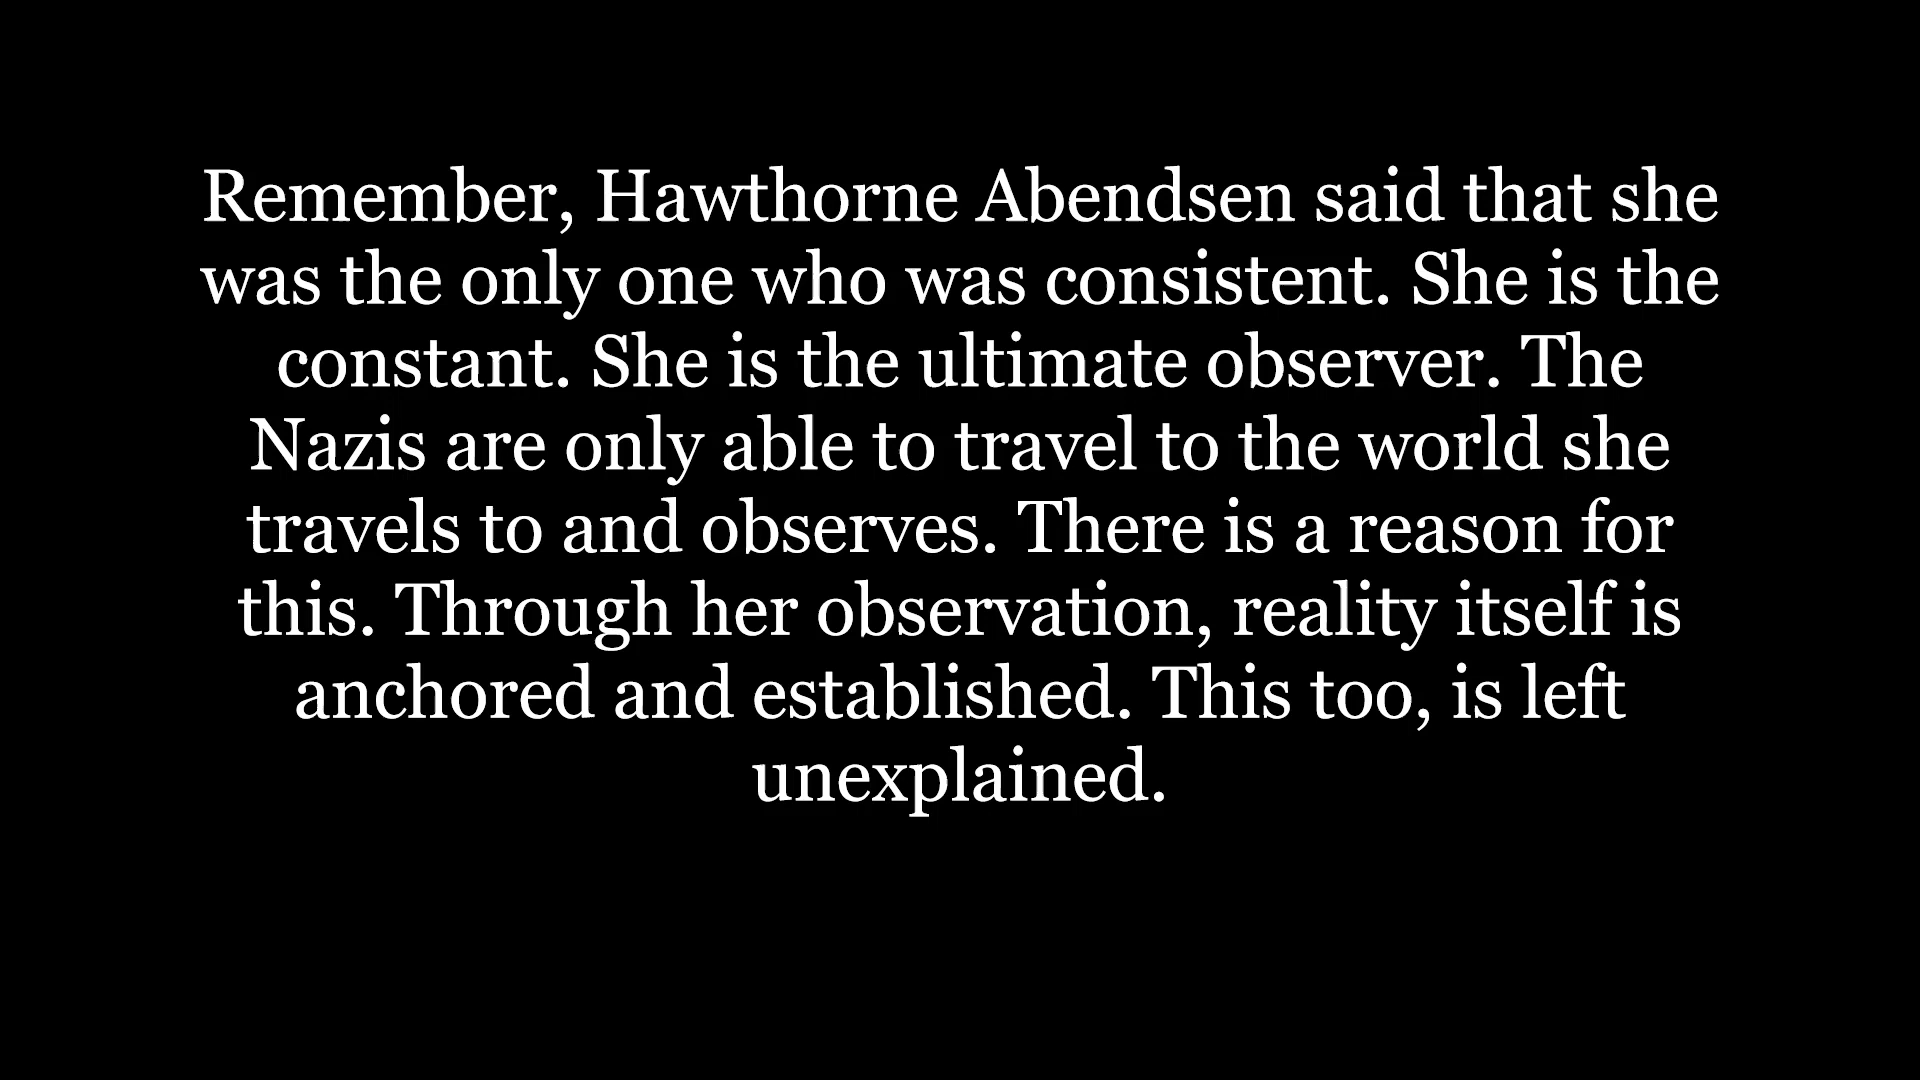 Remember, Hawthorne Abendsen said that she
was the only one who was consistent. She is the
constant. She is the ultimate observer. The
Nazis are only able to travel to the world she
travels to and observes. There is a reason for
this. Through her observation, reality itself is
anchored and established. This too, is left
unexplained.